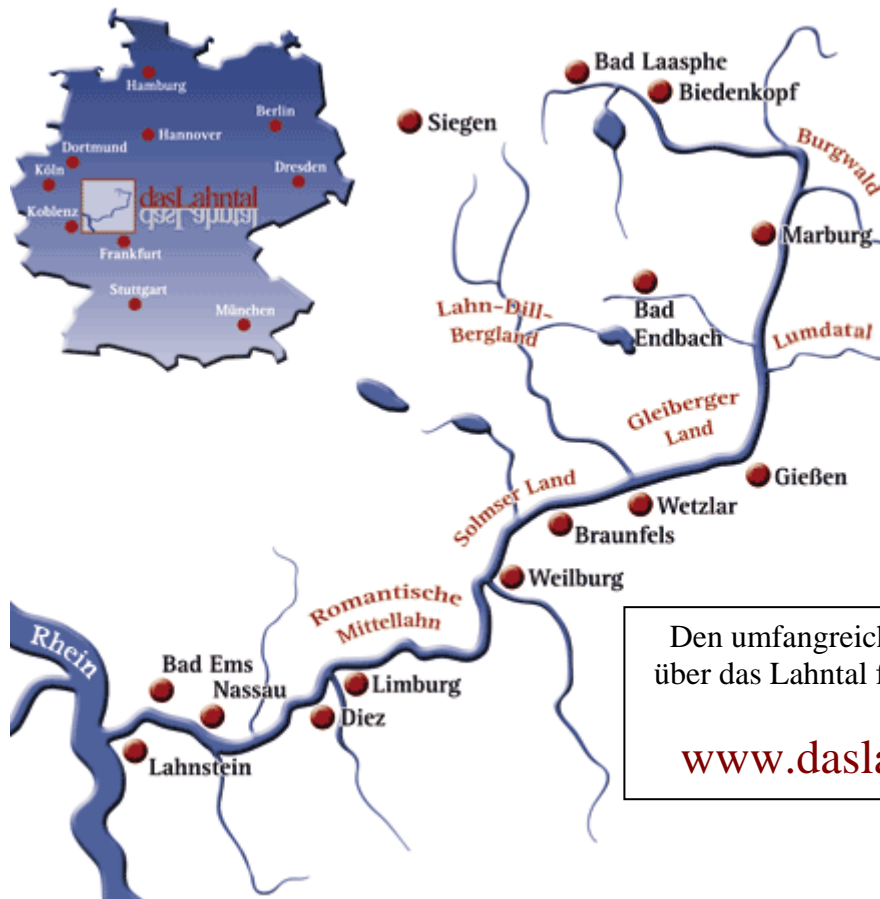 Hamburg
Berlin
Hannover
Dortmund
Köln
Dresden
dasLahntal
dasLahntal
Koblenz
Frankfurt
Stuttgart
München
Bad Laasphe
Biedenkopf
Siegen
Burgwald
Marburg
Lahn-Dill-
Bergland
Bad
Endbach
Lumdatal
Gleiberger
Land
Gießen
Solmser Land
Wetzlar
Braunfels
Weilburg
Romantische
Mittellahn
Rhein
Bad Ems
Nassau
Limburg
Diez
Lahnstein
Den umfangreich
über das Lahntal f
www.dasla